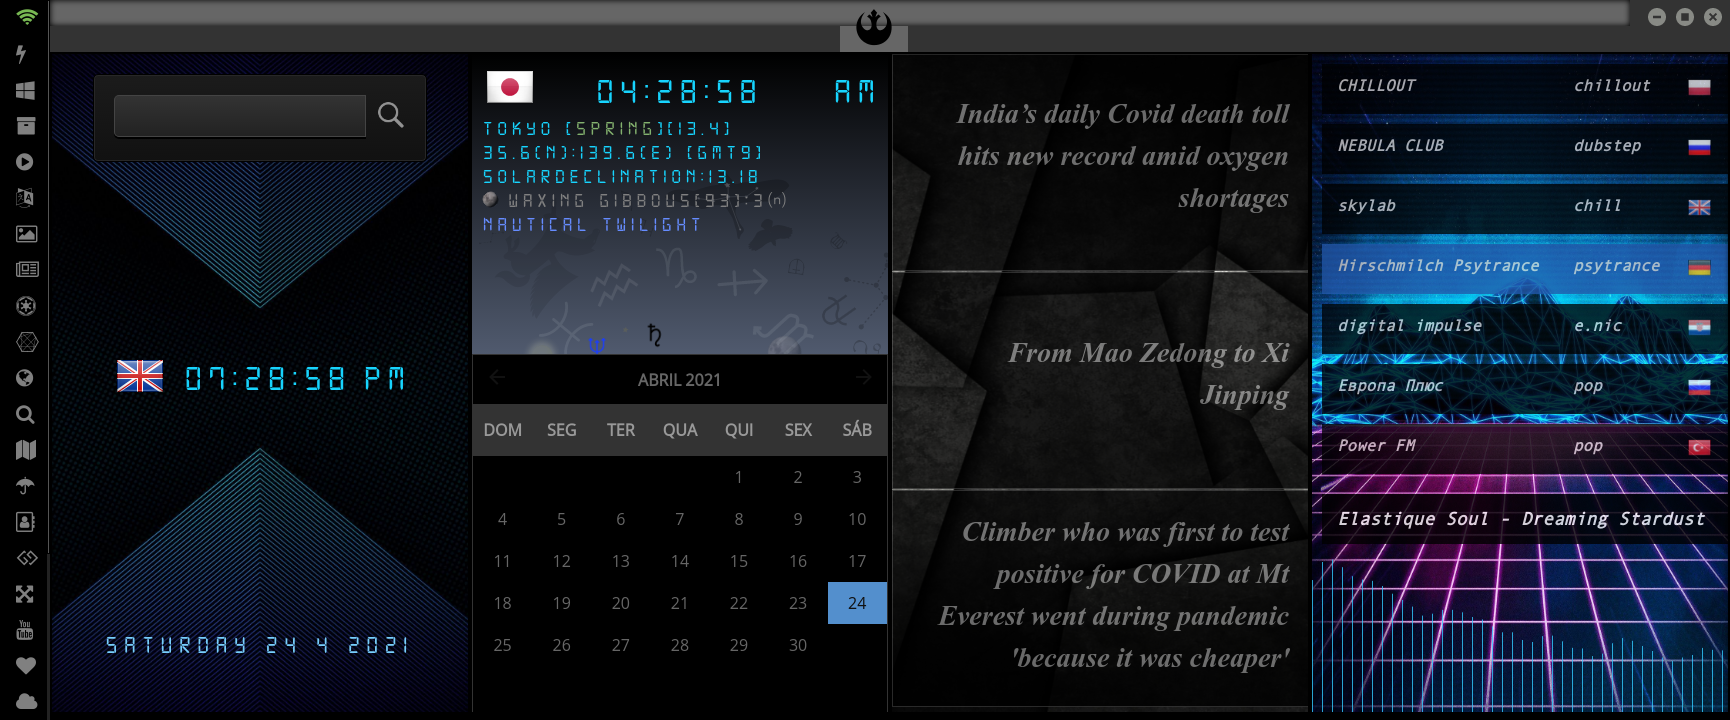 07:28:58 PM
SATURDAY 24 4 2021
04:28:58 AM
TOKYO [SPRING][13.4]
35.6(N):139.6(E) [GMT9]
SOLARDECLINATION:13.18
WAXING GIBBOUS[93]:3(n)
NAUTICAL TWILIGHT
ABRIL 2021
DOM SEG TER QUA QUI SEX SÁB
1 2 3
4 5 6 7 8 9 10
11 12 13 14 15 16 17
18 19 20 21 22 23 24
25 26 27 28 29 30
India’s daily Covid death toll
hits new record amid oxygen
shortages
From Mao Zedong to Xi
Jinping
Climber who was first to test
positive for COVID at Mt
Everest went during pandemic
'because it was cheaper'
CHILLOUT chillout
NEBULA CLUB dubstep
skylab chill
Hirschmilch Psytrance psytrance
digital impulse e.nic
Европа Плюс pop
Power FM pop
Elastique Soul - Dreaming Stardust
You
Tube